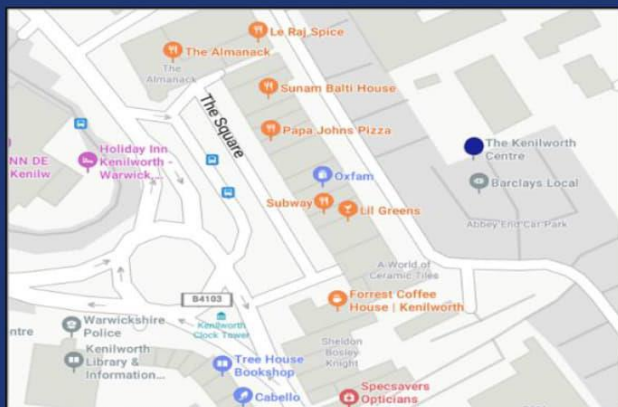 Le Raj Spice
The Almanack
The
Almanack
Sunam Balti House
The Square
Papa Johns Pizza
The Kenilworth
Centre
Holiday Inn
Kenilworth -
Warwick...
NN DE
Kenilw
Oxfam
Barclays Local
Subway
Lil Greens
Abbey End Car Park
A World of
Ceramic Tiles
B4103
Forrest Coffee
House | Kenilworth
Warwickshire
Police
ntre
Kenilworth
Clock Tower
Kenilworth
Library &
Information...
Sheldon
Bosley
Knight
Tree House
Bookshop
Specsavers
Opticians
Cabello